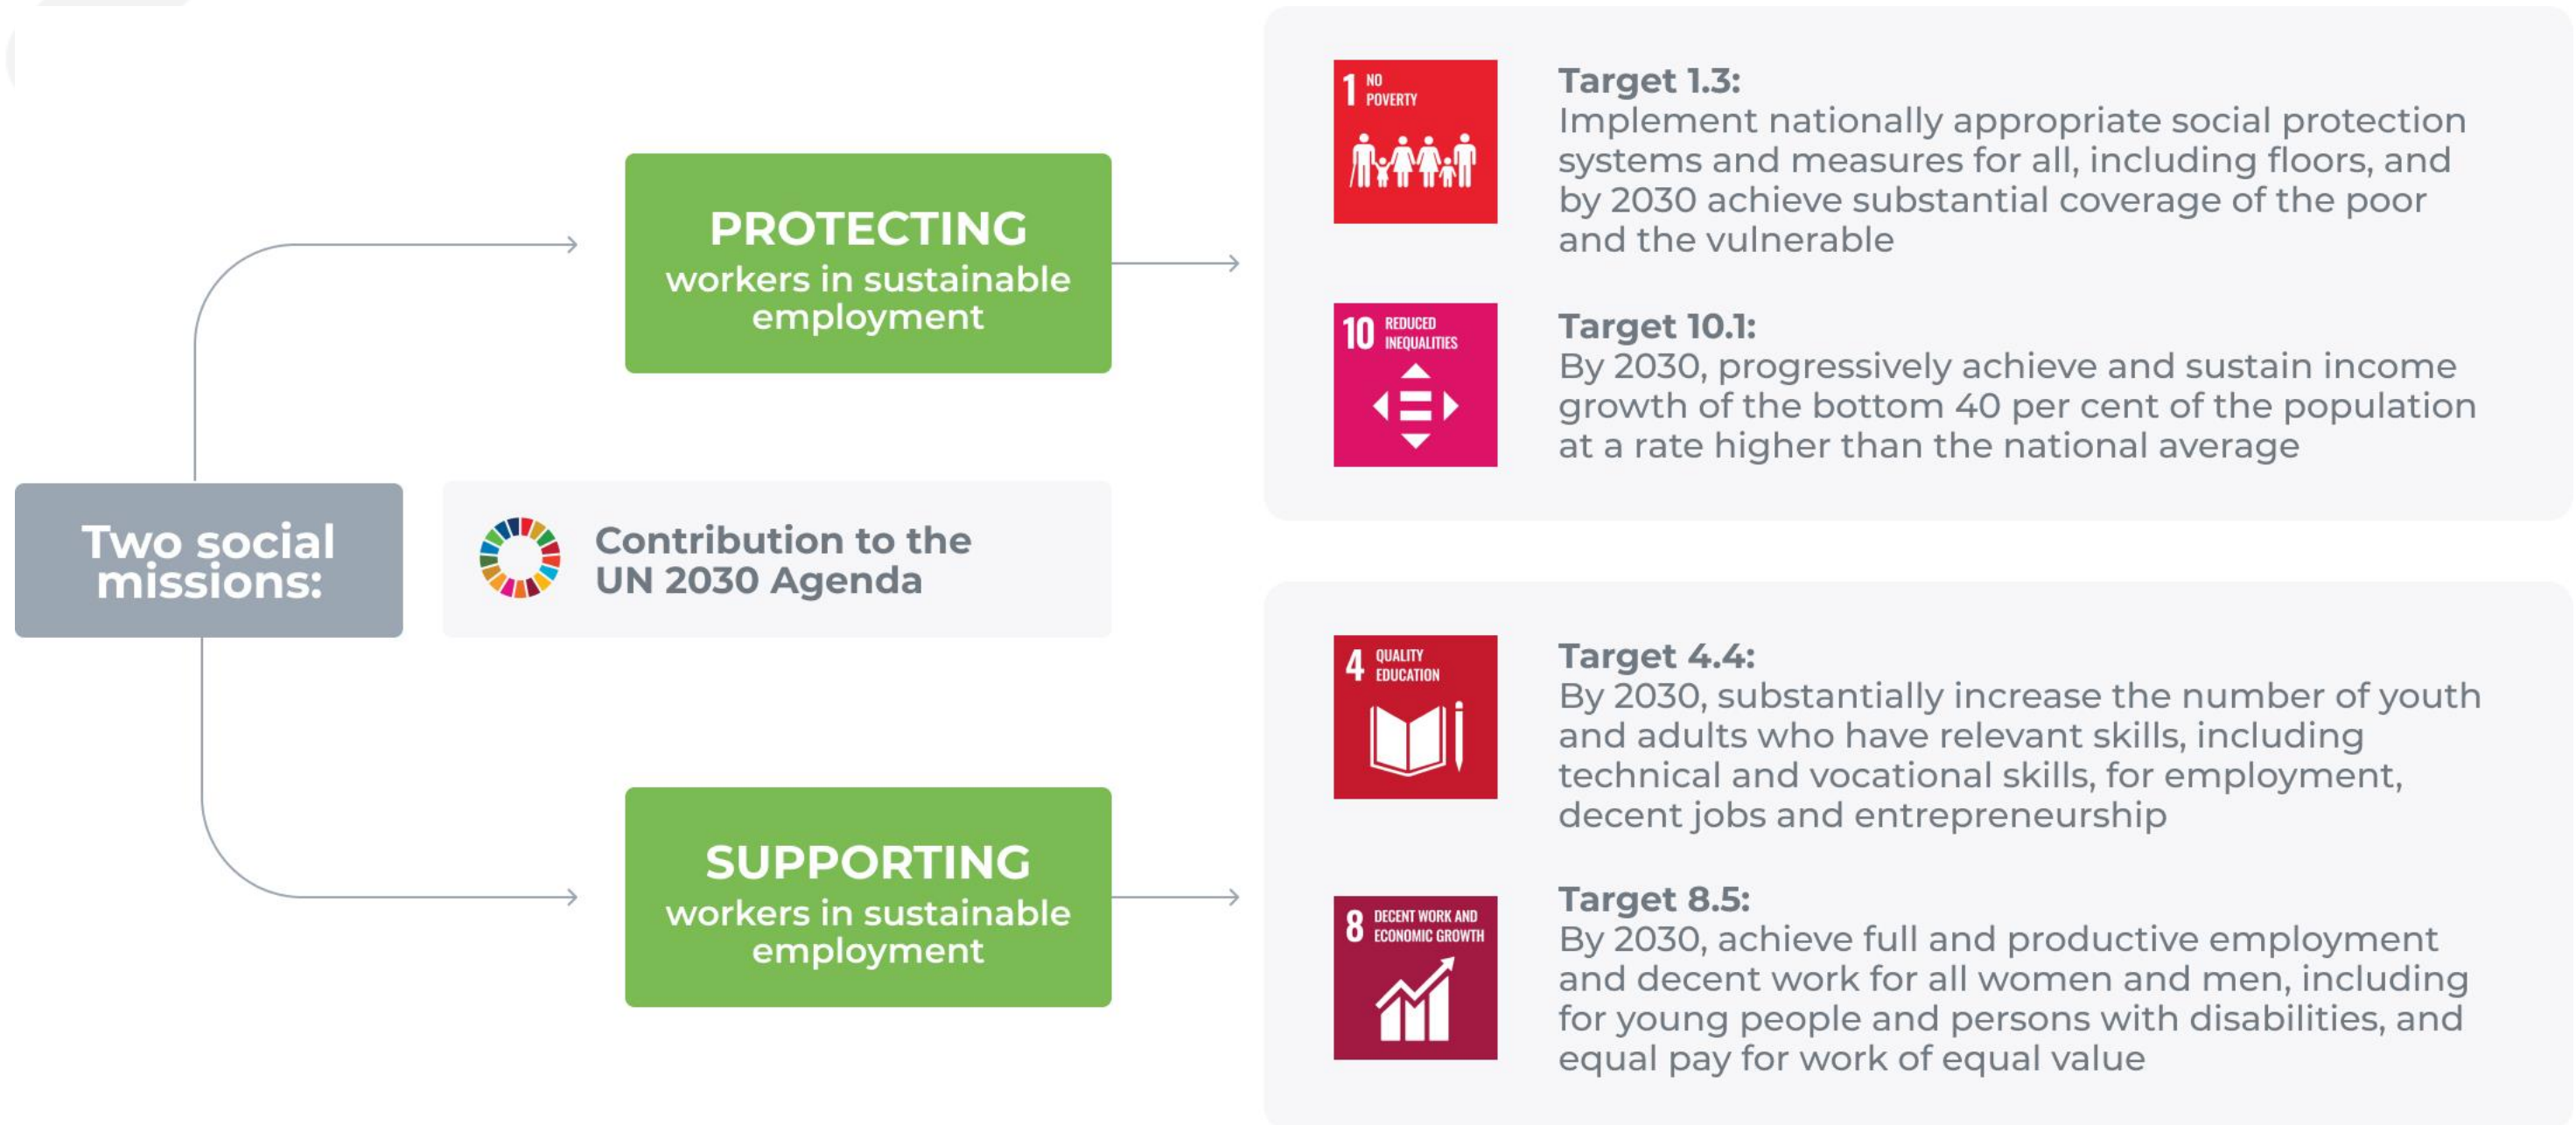 Two social
missions:
Contribution to the
UN 2030 Agenda
PROTECTING
workers in sustainable
employment
1 NO
POVERTY
Target 1.3:
Implement nationally appropriate social protection
systems and measures for all, including floors, and
by 2030 achieve substantial coverage of the poor
and the vulnerable
10 REDUCED
INEQUALITIES
Target 10.1:
By 2030, progressively achieve and sustain income
growth of the bottom 40 per cent of the population
at a rate higher than the national average
SUPPORTING
workers in sustainable
employment
4 QUALITY
EDUCATION
Target 4.4:
By 2030, substantially increase the number of youth
and adults who have relevant skills, including
technical and vocational skills, for employment,
decent jobs and entrepreneurship
8 DECENT WORK AND
ECONOMIC GROWTH
Target 8.5:
By 2030, achieve full and productive employment
and decent work for all women and men, including
for young people and persons with disabilities, and
equal pay for work of equal value